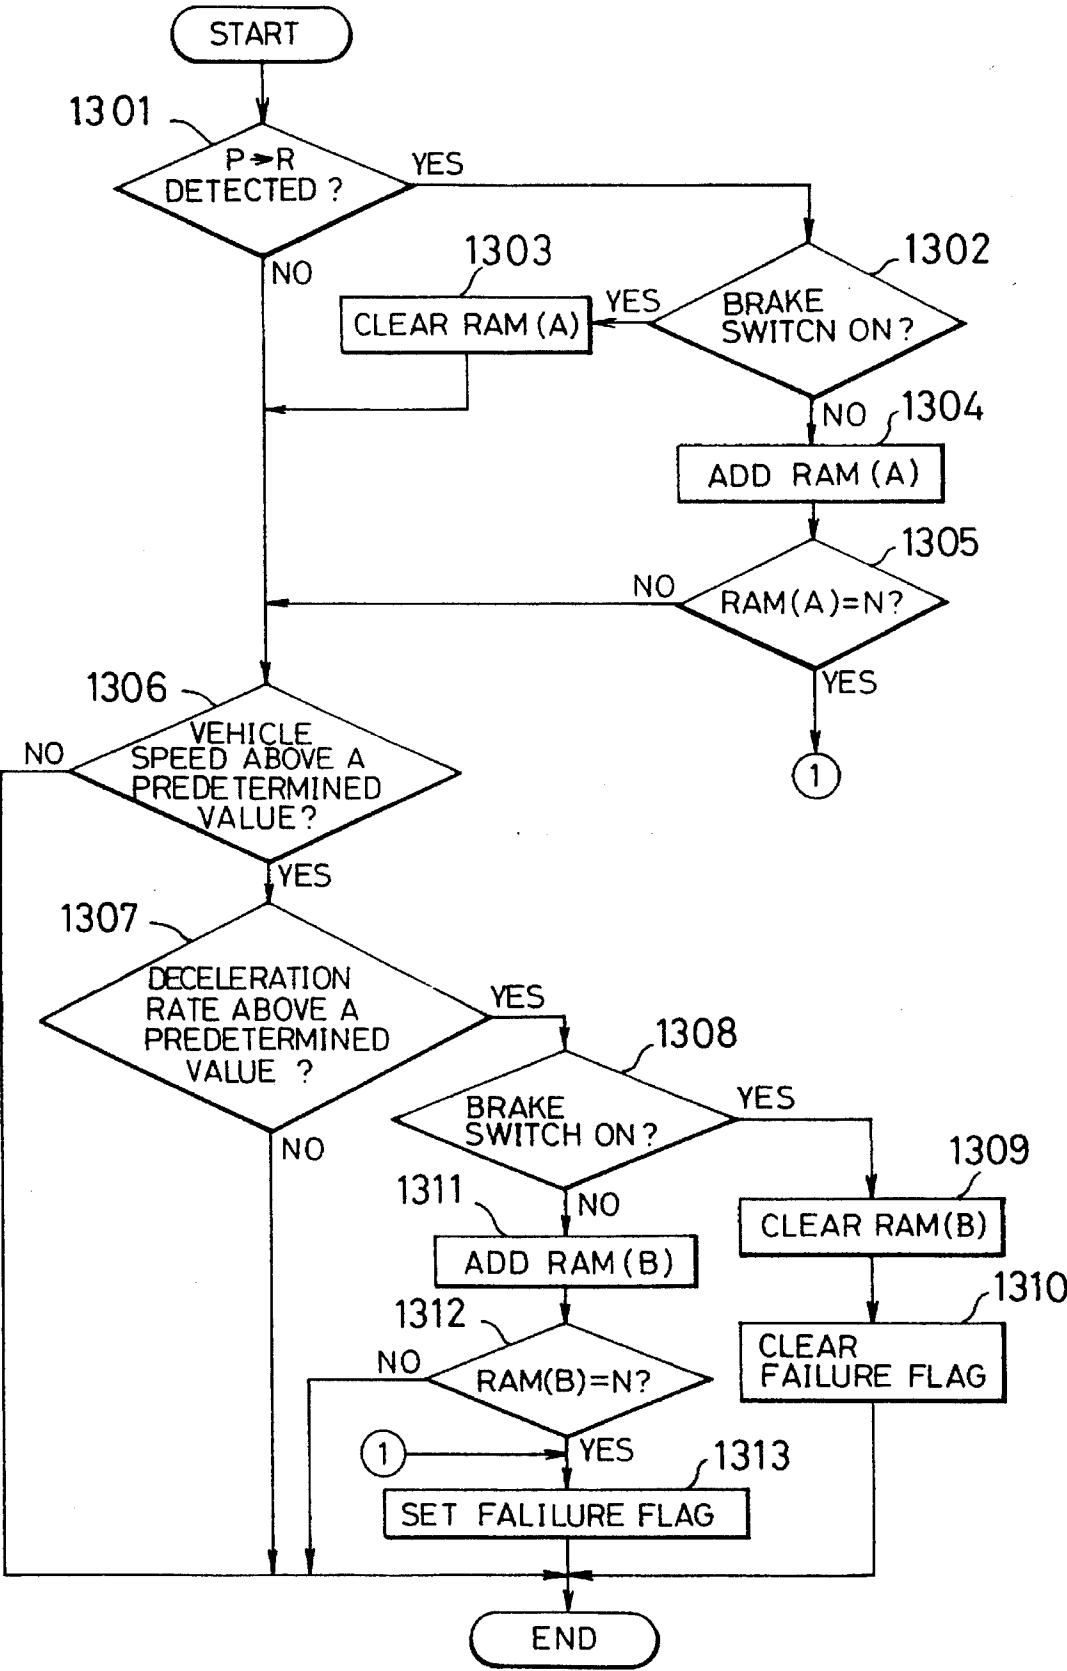 START
1301
P→R
DETECTED?
YES
NO
1303
CLEAR RAM(A)
YES
1302
BRAKE
SWITCN ON?
NO
1304
ADD RAM(A)
1305
RAM(A)=N?
NO
YES
1
1306
VEHICLE
SPEED ABOVE A
PREDETERMINED
VALUE?
NO
YES
1307
DECELERATION
RATE ABOVE A
PREDETERMINED
VALUE ?
YES
NO
1308
BRAKE
SWITCH ON?
YES
NO
1309
CLEAR RAM(B)
1310
CLEAR
FAILURE FLAG
1311
ADD RAM(B)
1312
RAM(B)=N?
NO
YES
1
1313
SET FALILURE FLAG
END